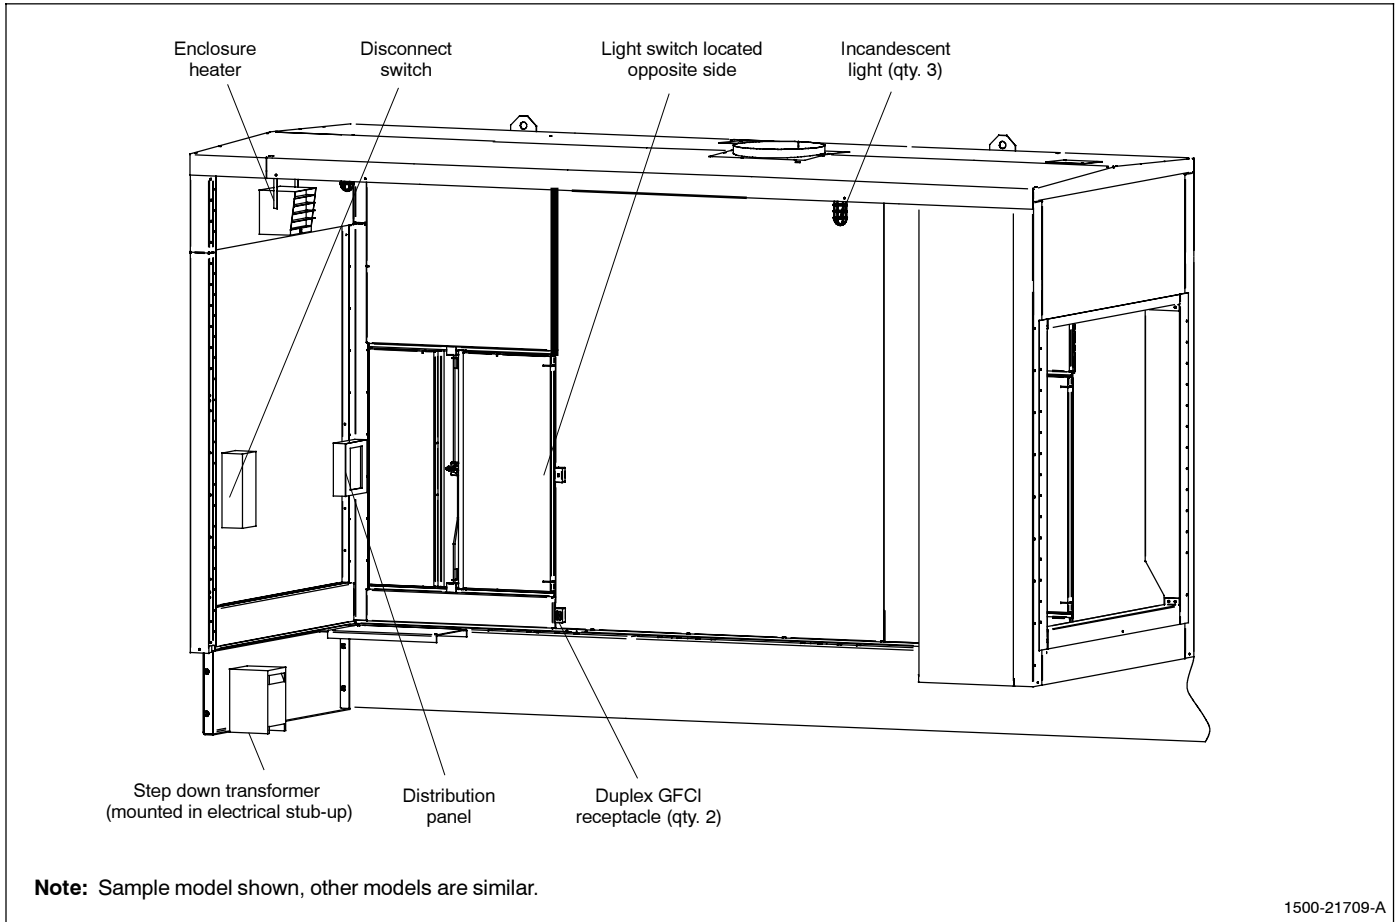 Enclosure
heater
Disconnect
switch
Light switch located
opposite side
Incandescent
light (qty. 3)
Step down transformer
(mounted in electrical stub-up)
Distribution
panel
Duplex GFCI
receptacle (qty. 2)
Note: Sample model shown, other models are similar.
1500-21709-A